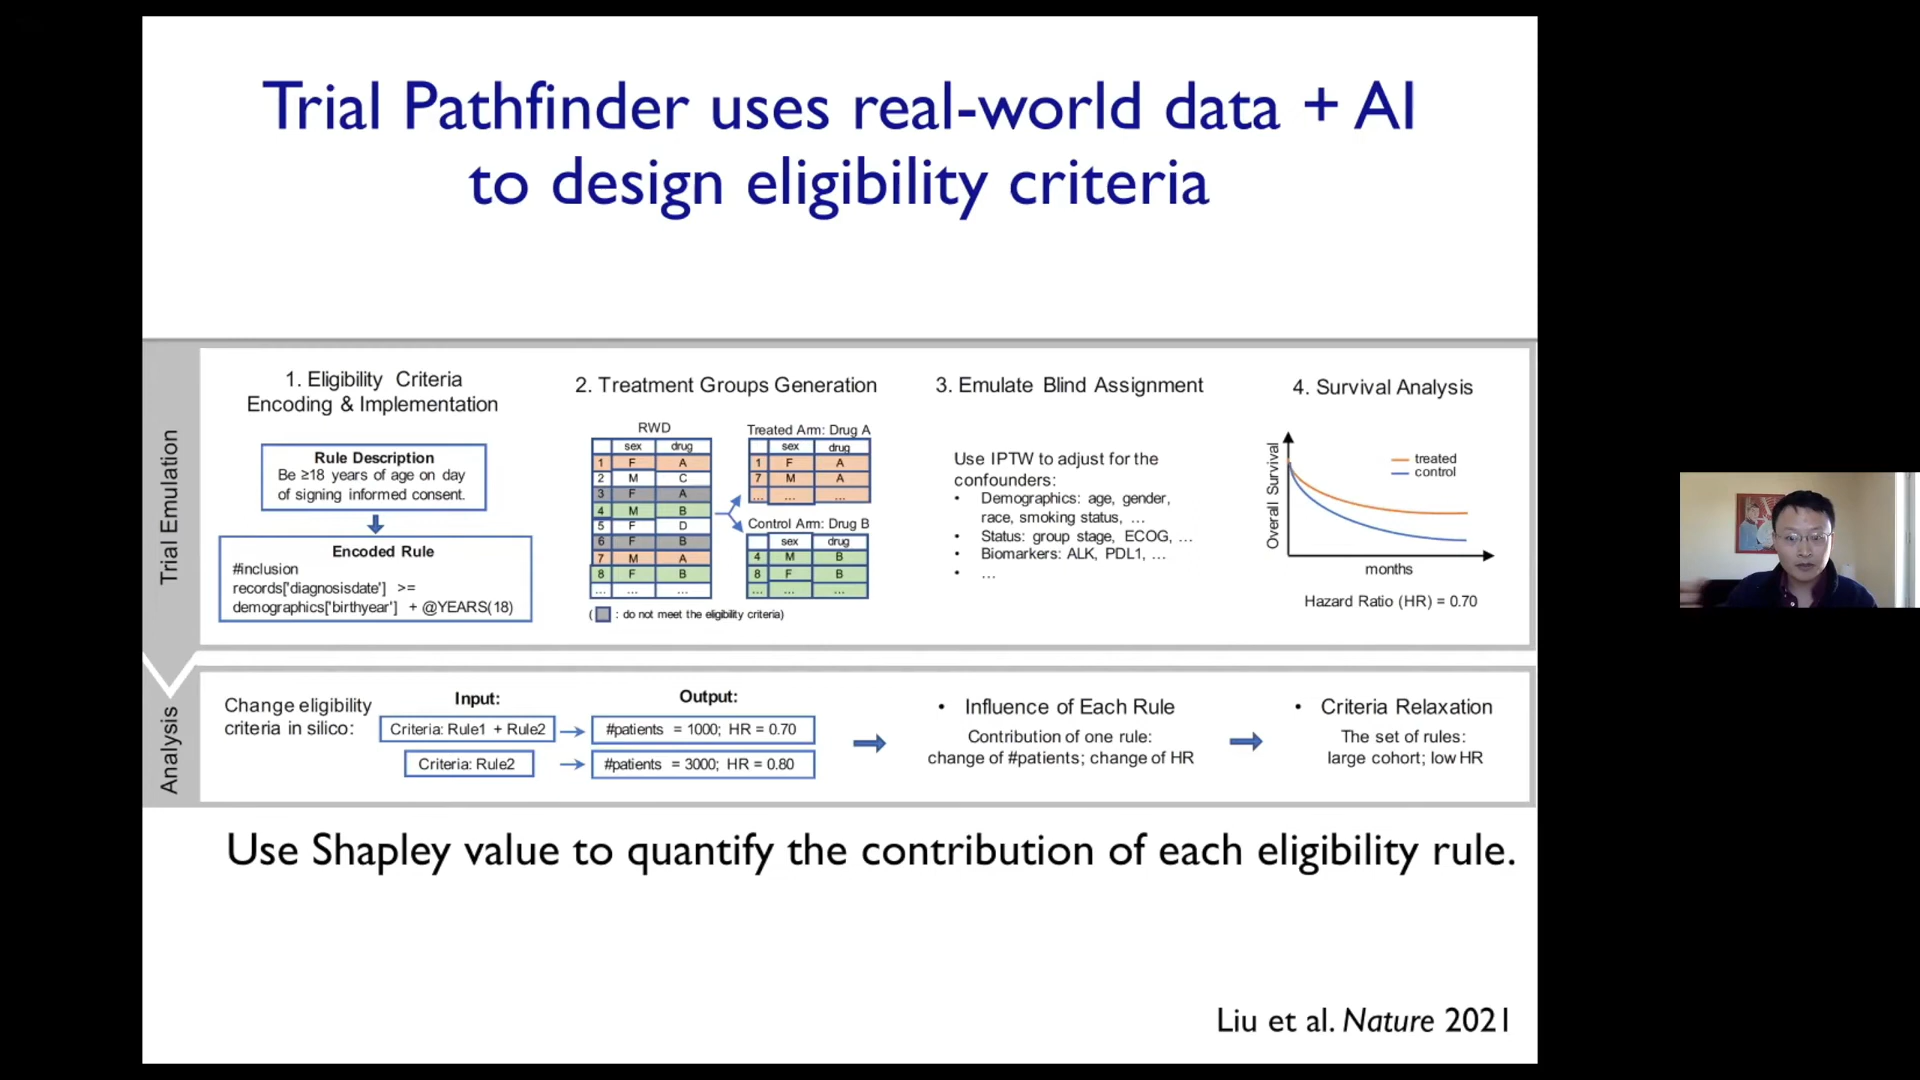 Trial Pathfinder uses real-world data + AI
to design eligibility criteria
Trial Emulation
1. Eligibility Criteria
Encoding & Implementation
Rule Description
Be ≥18 years of age on day
of signing informed consent.
Encoded Rule
#inclusion
records['diagnosisdate'] >=
demographics['birthyear'] + @YEARS(18)
2. Treatment Groups Generation
RWD
sex drug
1 F A
2 M C
3 F A
4 M B
5 F D
6 F B
7 M A
8 F B
... ... ...
Treated Arm: Drug A
sex drug
1 F A
7 M A
... ... ...
Control Arm: Drug B
sex drug
4 M B
8 F B
... ... ...
( : do not meet the eligibility criteria)
3. Emulate Blind Assignment
Use IPTW to adjust for the
confounders:
• Demographics: age, gender,
race, smoking status, ...
• Status: group stage, ECOG, ...
• Biomarkers: ALK, PDL1, ...
• ...
4. Survival Analysis
Overall Survival
treated
control
months
Hazard Ratio (HR) = 0.70
Analysis
Change eligibility
criteria in silico:
Input:
Criteria: Rule1 + Rule2
Criteria: Rule2
Output:
#patients = 1000; HR = 0.70
#patients = 3000; HR = 0.80
• Influence of Each Rule
Contribution of one rule:
change of #patients; change of HR
• Criteria Relaxation
The set of rules:
large cohort; low HR
Use Shapley value to quantify the contribution of each eligibility rule.
Liu et al. Nature 2021